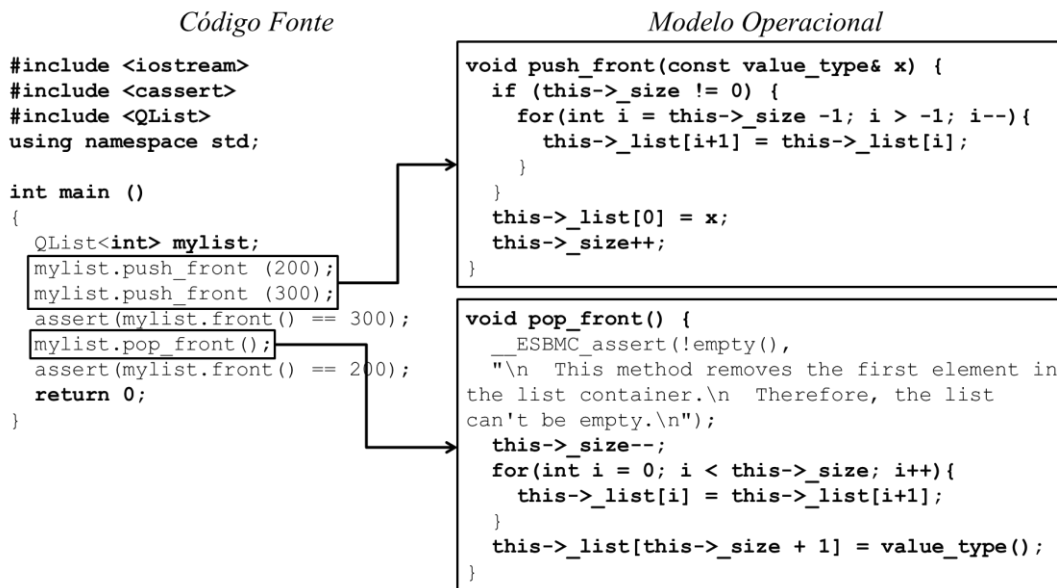 Código Fonte
#include <iostream>
#include <cassert>
#include <QList>
using namespace std;

int main ()
{
  QList<int> mylist;
  mylist.push_front (200);
  mylist.push_front (300);
  assert(mylist.front() == 300);
  mylist.pop_front();
  assert(mylist.front() == 200);
  return 0;
}
Modelo Operacional
void push_front(const value_type& x) {
  if (this->_size != 0) {
    for(int i = this->_size -1; i > -1; i--){
      this->_list[i+1] = this->_list[i];
    }
  }
  this->_list[0] = x;
  this->_size++;
}
void pop_front() {
  __ESBMC_assert(!empty(),
  "\n  This method removes the first element in
the list container.\n  Therefore, the list
can't be empty.\n");
  this->_size--;
  for(int i = 0; i < this->_size; i++){
    this->_list[i] = this->_list[i+1];
  }
  this->_list[this->_size + 1] = value_type();
}